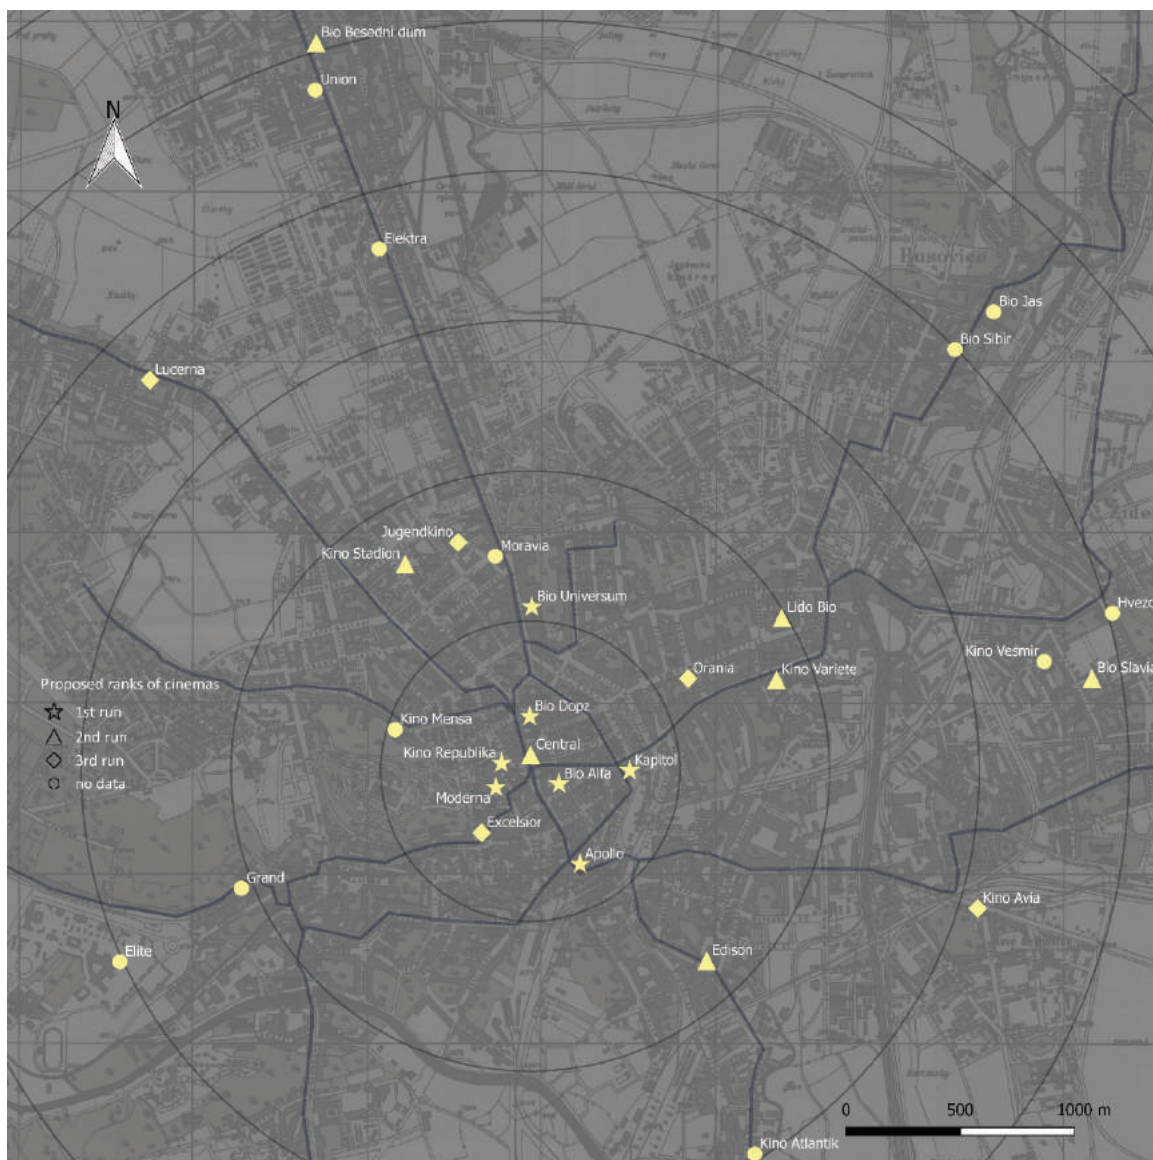 Bio Besedni dum
Union
N
Elektra
Husovice
Bio Jas
Bio Sibir
Lucerna
Jugendkino
Moravia
Kino Stadion
Bio Universum
Lido Bio
Hvezd
Kino Vesmir
Bio Slavia
Orania
Kino Variete
Proposed ranks of cinemas
1st run
2nd run
3rd run
no data
Kino Mensa
Bio Dopz
Central
Kino Republika
Kapitol
Bio Alfa
Moderna
Excelsior
Apollo
Grand
Kino Avia
Elite
Edison
0 500 1000 m
Kino Atlantik